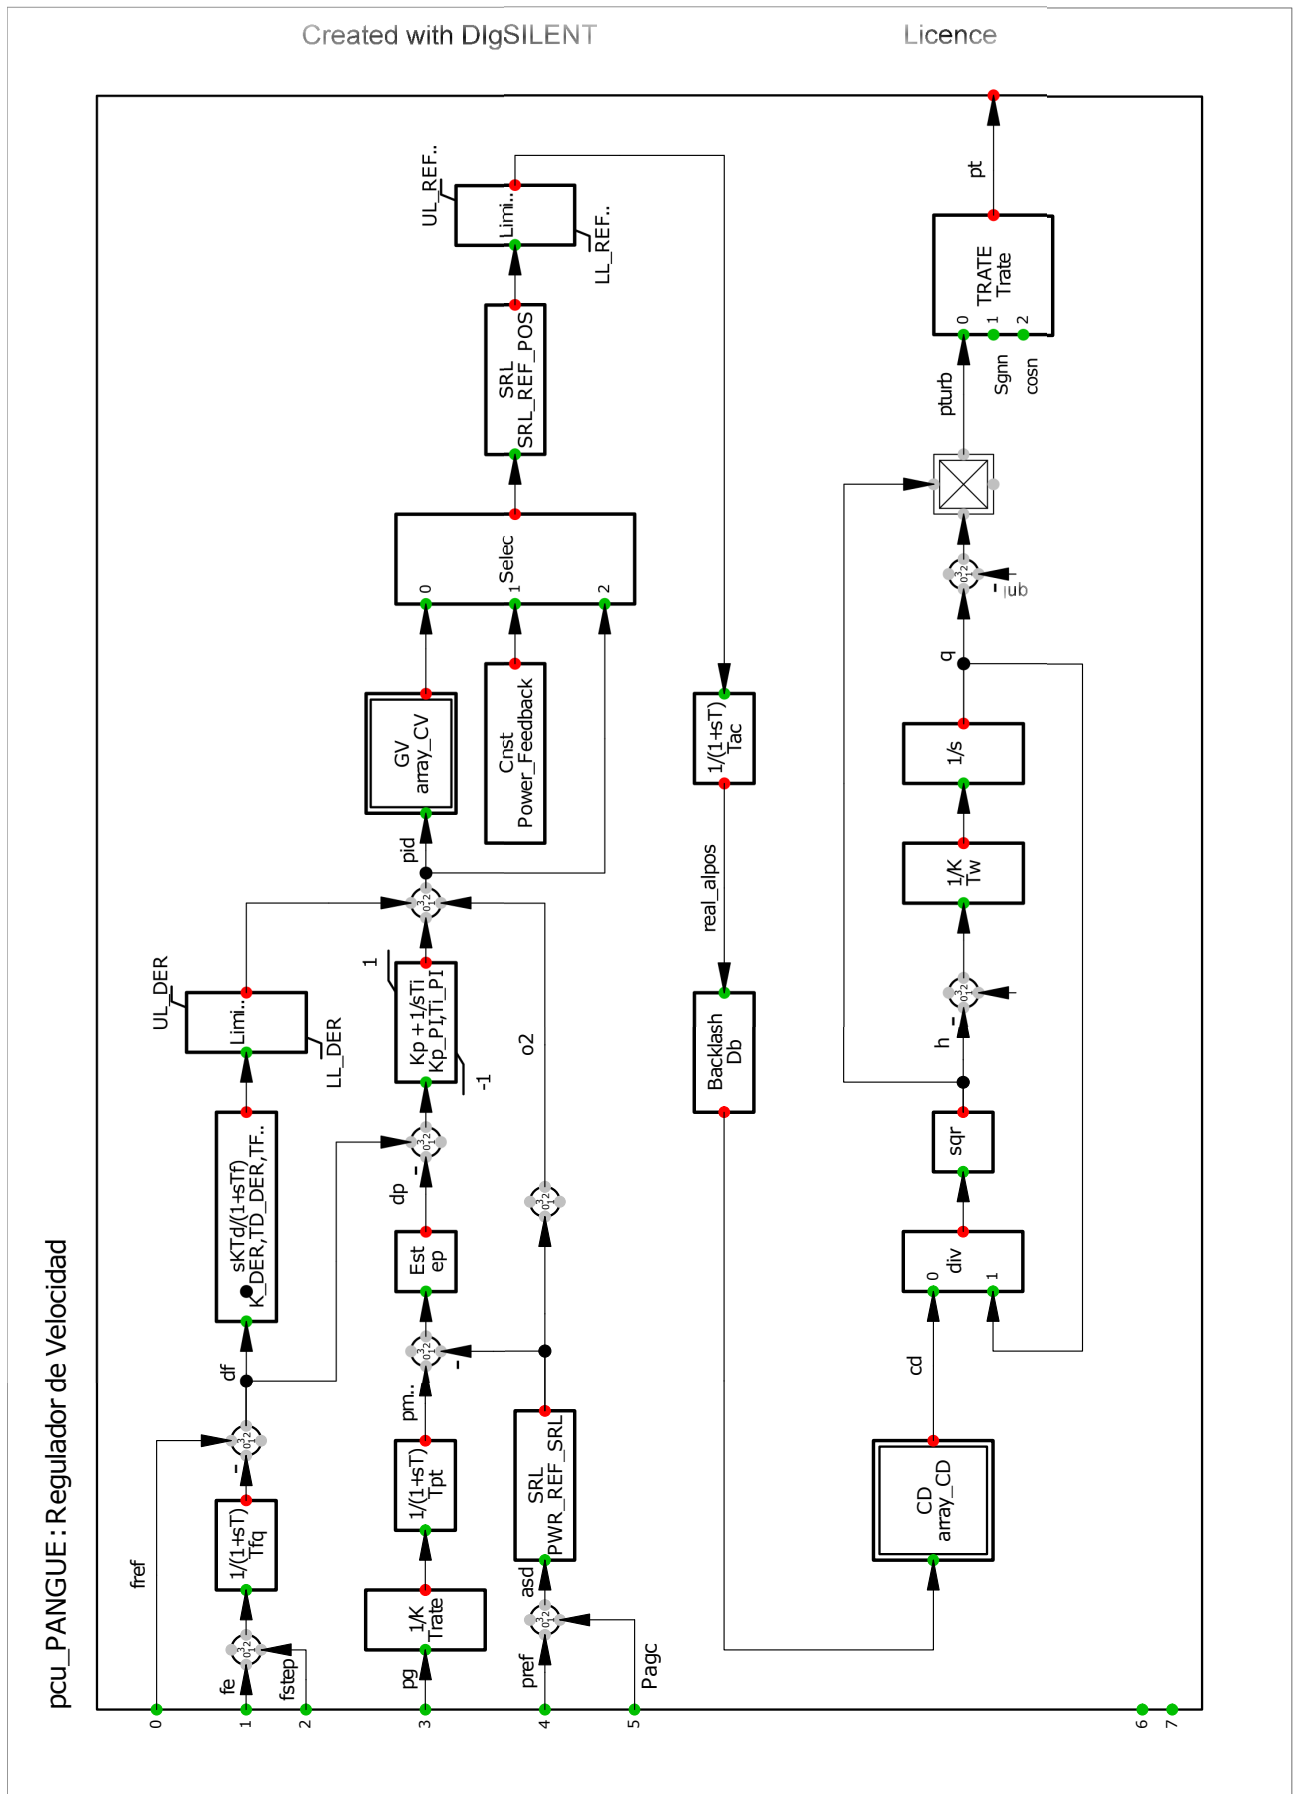 Created with DIgSILENT
Licence
pcu_PANGUE : Regulador de Velocidad
0
fref
1
fe
2
fstep
1/(1+sT)
Tfq
-
df
sKTd/(1+sTf)
K_DER,TD_DER,TF..
UL_DER
Limi..
LL_DER
3
pg
1/K
Trate
1/(1+sT)
Tpt
pm..
-
Est
ep
dp
-
Kp +1/sTi
Kp_PI,Ti_PI
1
-1
pid
GV
array_CV
Cnst
Power_Feedback
0
1
2
Selec
SRL
SRL_REF_POS
UL_REF..
Limi..
LL_REF..
4
pref
5
Pagc
asd
SRL
PWR_REF_SRL
o2
1/(1+sT)
Tac
real_alpos
Backlash
Db
CD
array_CD
cd
0
1
div
sqr
h
-
1/K
Tw
1/s
q
-
pturb
0
1
2
Sgnn
cosn
TRATE
Trate
pt
6
7